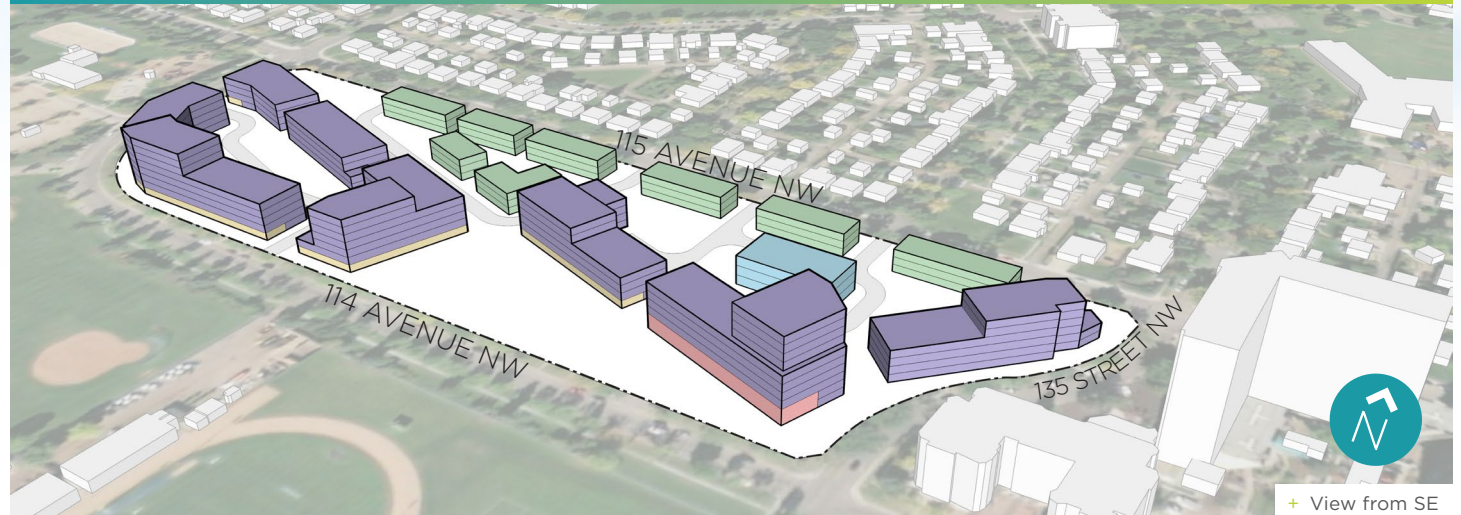 115 AVENUE NW
114 AVENUE NW
135 STREET NW
N
+ View from SE